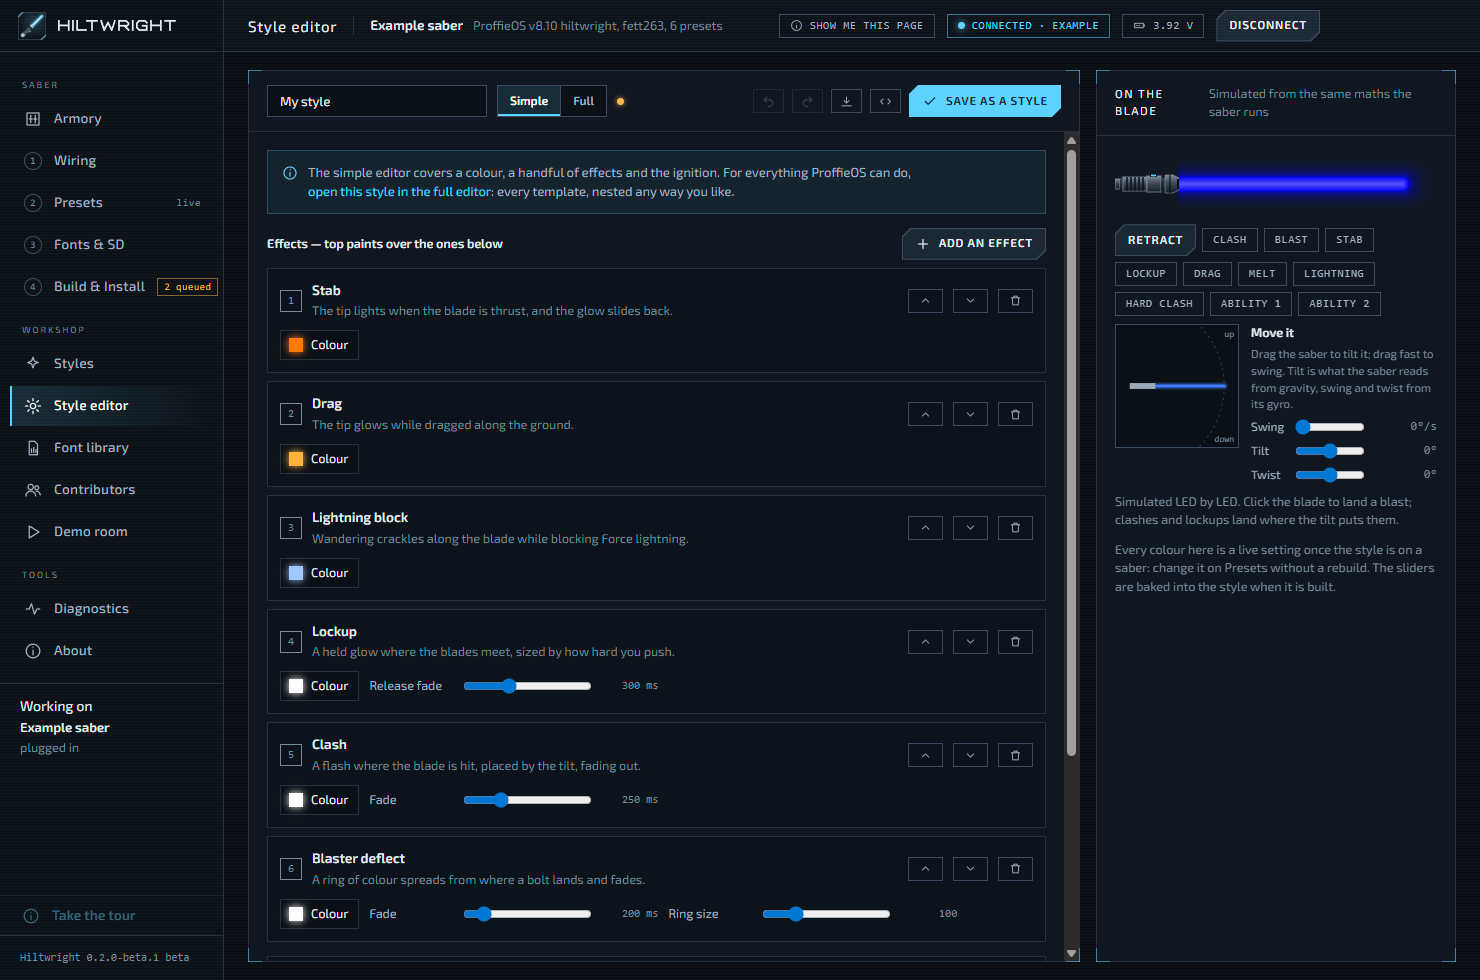 HILTWRIGHT
Style editor
Example saber ProffieOS v8.10 hiltwright, fett263, 6 presets
SHOW ME THIS PAGE
CONNECTED · EXAMPLE
3.92 V
DISCONNECT
SABER
Armory
1 Wiring
2 Presets live
3 Fonts & SD
4 Build & Install 2 queued
WORKSHOP
Styles
Style editor
Font library
Contributors
Demo room
TOOLS
Diagnostics
About
Working on
Example saber
plugged in
Take the tour
Hiltwright 0.2.0-beta.1 beta
My style
Simple Full
SAVE AS A STYLE
The simple editor covers a colour, a handful of effects and the ignition. For everything ProffieOS can do,
open this style in the full editor: every template, nested any way you like.
Effects — top paints over the ones below
ADD AN EFFECT
1 Stab
The tip lights when the blade is thrust, and the glow slides back.
Colour
2 Drag
The tip glows while dragged along the ground.
Colour
3 Lightning block
Wandering crackles along the blade while blocking Force lightning.
Colour
4 Lockup
A held glow where the blades meet, sized by how hard you push.
Colour Release fade 300 ms
5 Clash
A flash where the blade is hit, placed by the tilt, fading out.
Colour Fade 250 ms
6 Blaster deflect
A ring of colour spreads from where a bolt lands and fades.
Colour Fade 200 ms Ring size 100
ON THE
BLADE
Simulated from the same maths the
saber runs
RETRACT CLASH BLAST STAB
LOCKUP DRAG MELT LIGHTNING
HARD CLASH ABILITY 1 ABILITY 2
up
down
Move it
Drag the saber to tilt it; drag fast to
swing. Tilt is what the saber reads
from gravity, swing and twist from
its gyro.
Swing 0°/s
Tilt 0°
Twist 0°
Simulated LED by LED. Click the blade to land a blast;
clashes and lockups land where the tilt puts them.
Every colour here is a live setting once the style is on a
saber: change it on Presets without a rebuild. The sliders
are baked into the style when it is built.